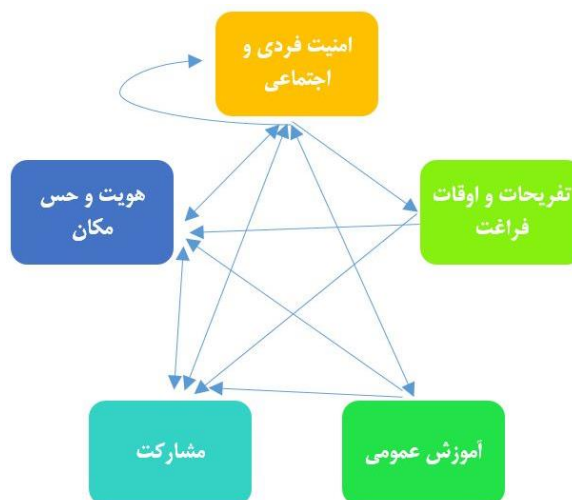 امنیت فردی و
اجتماعی
هویت و حس
مکان
تفریحات و اوقات
فراغت
مشارکت
آموزش عمومی